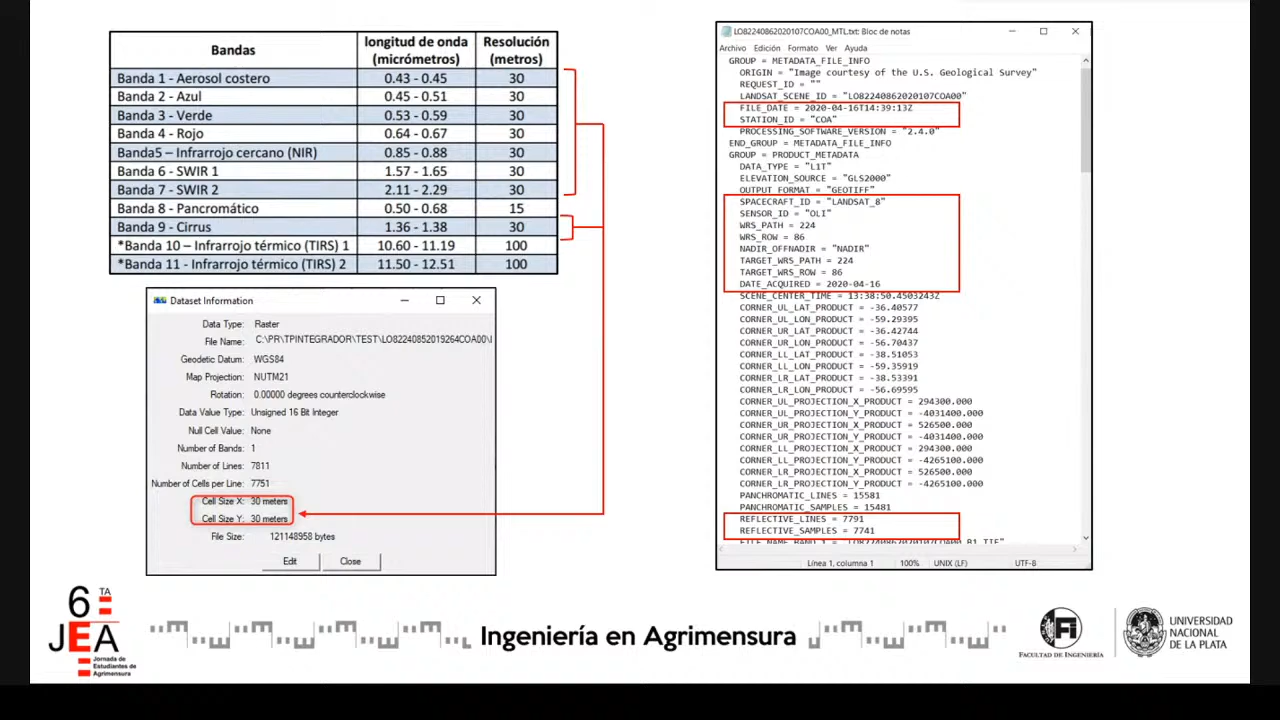 Bandas longitud de onda (micrómetros) Resolución (metros)
Banda 1 - Aerosol costero 0.43 - 0.45 30
Banda 2 - Azul 0.45 - 0.51 30
Banda 3 - Verde 0.53 - 0.59 30
Banda 4 - Rojo 0.64 - 0.67 30
Banda5 – Infrarrojo cercano (NIR) 0.85 - 0.88 30
Banda 6 - SWIR 1 1.57 - 1.65 30
Banda 7 - SWIR 2 2.11 - 2.29 30
Banda 8 - Pancromático 0.50 - 0.68 15
Banda 9 - Cirrus 1.36 - 1.38 30
*Banda 10 – Infrarrojo térmico (TIRS) 1 10.60 - 11.19 100
*Banda 11 - Infrarrojo térmico (TIRS) 2 11.50 - 12.51 100
Dataset Information
Data Type: Raster
File Name: C:\PR\TPINTEGRADOR\TEST\LO82240852019264COA00\
Geodetic Datum: WGS84
Map Projection: NUTM21
Rotation: 0.00000 degrees counterclockwise
Data Value Type: Unsigned 16 Bit Integer
Null Cell Value: None
Number of Bands: 1
Number of Lines: 7811
Number of Cells per Line: 7751
Cell Size X: 30 meters
Cell Size Y: 30 meters
File Size: 121148958 bytes
Edit Close
LO82240862020107COA00_MTL.txt: Bloc de notas
Archivo Edición Formato Ver Ayuda
GROUP = METADATA_FILE_INFO
ORIGIN = "Image courtesy of the U.S. Geological Survey"
REQUEST_ID = ""
LANDSAT_SCENE_ID = "LO82240862020107COA00"
FILE_DATE = 2020-04-16T14:39:13Z
STATION_ID = "COA"
PROCESSING_SOFTWARE_VERSION = "2.4.0"
END_GROUP = METADATA_FILE_INFO
GROUP = PRODUCT_METADATA
DATA_TYPE = "L1T"
ELEVATION_SOURCE = "GLS2000"
OUTPUT_FORMAT = "GEOTIFF"
SPACECRAFT_ID = "LANDSAT_8"
SENSOR_ID = "OLI"
WRS_PATH = 224
WRS_ROW = 86
NADIR_OFFNADIR = "NADIR"
TARGET_WRS_PATH = 224
TARGET_WRS_ROW = 86
DATE_ACQUIRED = 2020-04-16
SCENE_CENTER_TIME = 13:38:50.4503243Z
CORNER_UL_LAT_PRODUCT = -36.40577
CORNER_UL_LON_PRODUCT = -59.29395
CORNER_UR_LAT_PRODUCT = -36.42744
CORNER_UR_LON_PRODUCT = -56.70437
CORNER_LL_LAT_PRODUCT = -38.51053
CORNER_LL_LON_PRODUCT = -59.35919
CORNER_LR_LAT_PRODUCT = -38.53391
CORNER_LR_LON_PRODUCT = -56.69595
CORNER_UL_PROJECTION_X_PRODUCT = 294300.000
CORNER_UL_PROJECTION_Y_PRODUCT = -4031400.000
CORNER_UR_PROJECTION_X_PRODUCT = 526500.000
CORNER_UR_PROJECTION_Y_PRODUCT = -4031400.000
CORNER_LL_PROJECTION_X_PRODUCT = 294300.000
CORNER_LL_PROJECTION_Y_PRODUCT = -4265100.000
CORNER_LR_PROJECTION_X_PRODUCT = 526500.000
CORNER_LR_PROJECTION_Y_PRODUCT = -4265100.000
PANCHROMATIC_LINES = 15581
PANCHROMATIC_SAMPLES = 15481
REFLECTIVE_LINES = 7791
REFLECTIVE_SAMPLES = 7741
FILE_NAME_BAND_1 = "LO82240862020107COA00_B1.TIF"
Línea 1, columna 1 100% UNIX (LF) UTF-8
6 TA
JEA
Jornada de
Estudiantes de
Agrimensura
Ingeniería en Agrimensura
FI
FACULTAD DE INGENIERÍA
UNIVERSIDAD
NACIONAL
DE LA PLATA